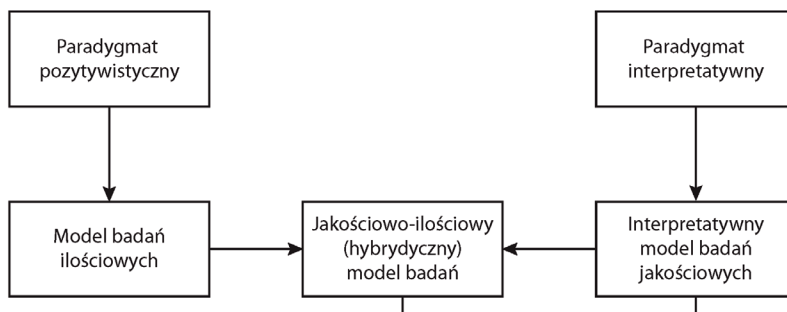 Paradygmat
pozytywistyczny
Paradygmat
interpretatywny
Model badań
ilościowych
Jakościowo-ilościowy
(hybrydyczny)
model badań
Interpretatywny
model badań
jakościowych